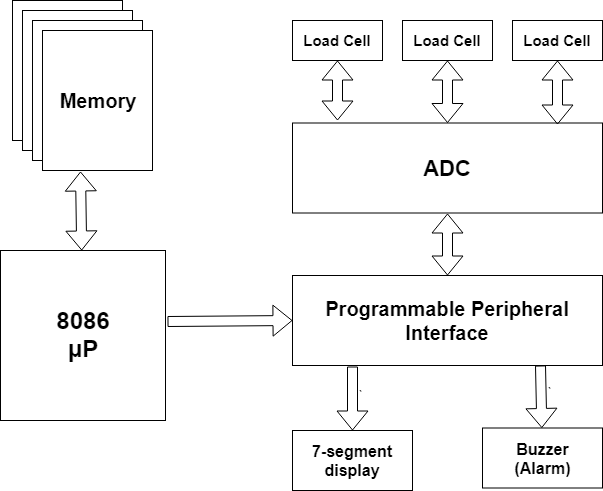 Load Cell
Load Cell
Load Cell
Memory
ADC
8086
µP
Programmable Peripheral
Interface
7-segment
display
Buzzer
(Alarm)